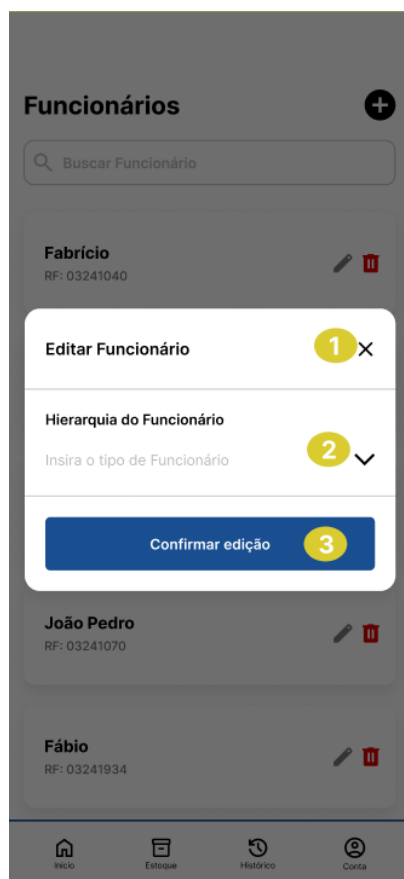 Funcionários
Buscar Funcionário
Fabrício
RF: 03241040
Editar Funcionário
1
Hierarquia do Funcionário
Insira o tipo de Funcionário
2
Confirmar edição
3
João Pedro
RF: 03241070
Fábio
RF: 03241934
Inicio
Estoque
Histórico
Conta